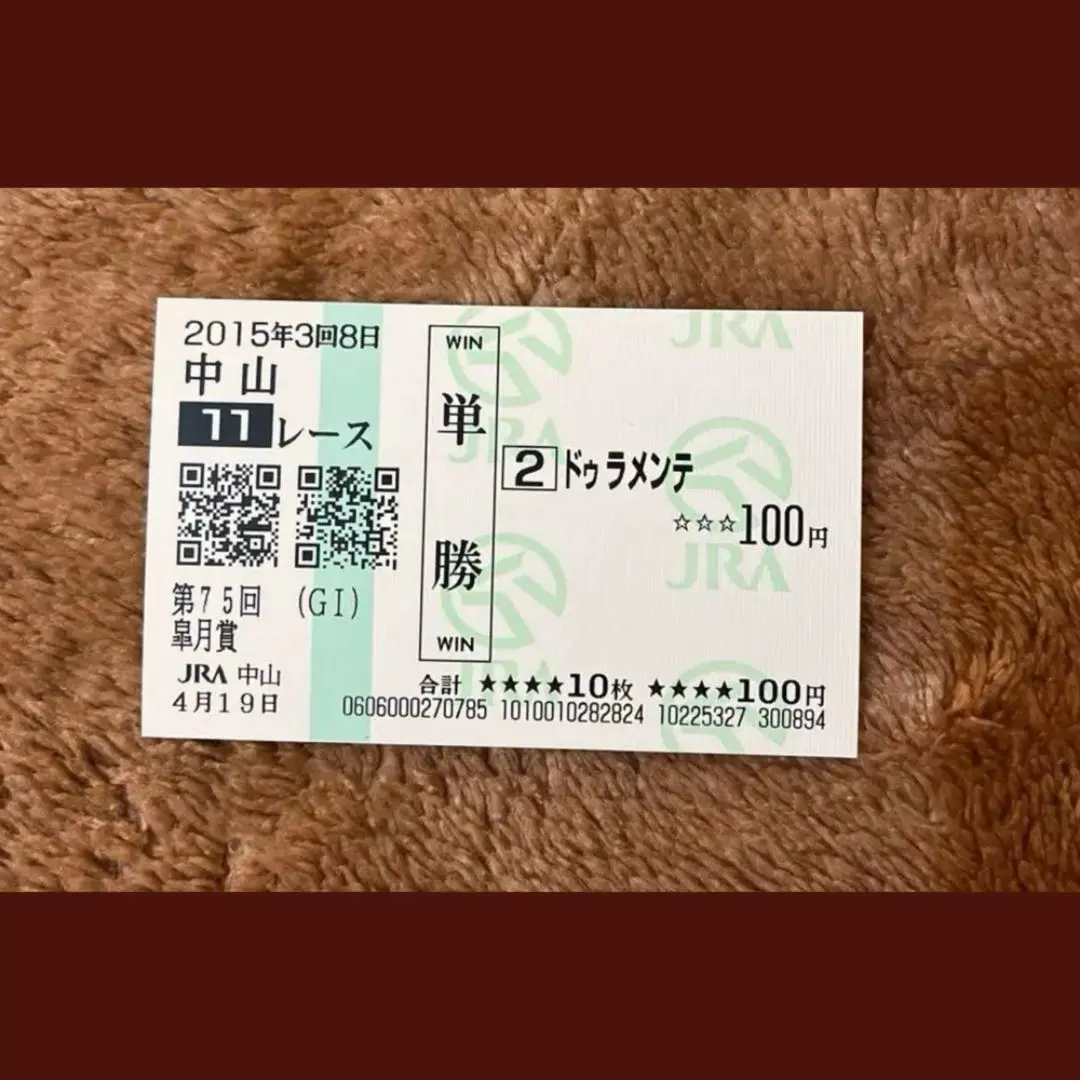 2015年3回8日
中山
11レース
第75回 (GI)
皐月賞
JRA 中山
4月19日
WIN
単勝
WIN
2 ドゥラメンテ
☆☆☆100円
合計 ★★★★10枚 ★★★★100円
0606000270785 1010010282824 10225327 300894
JRA
JRA
JRA
JRA